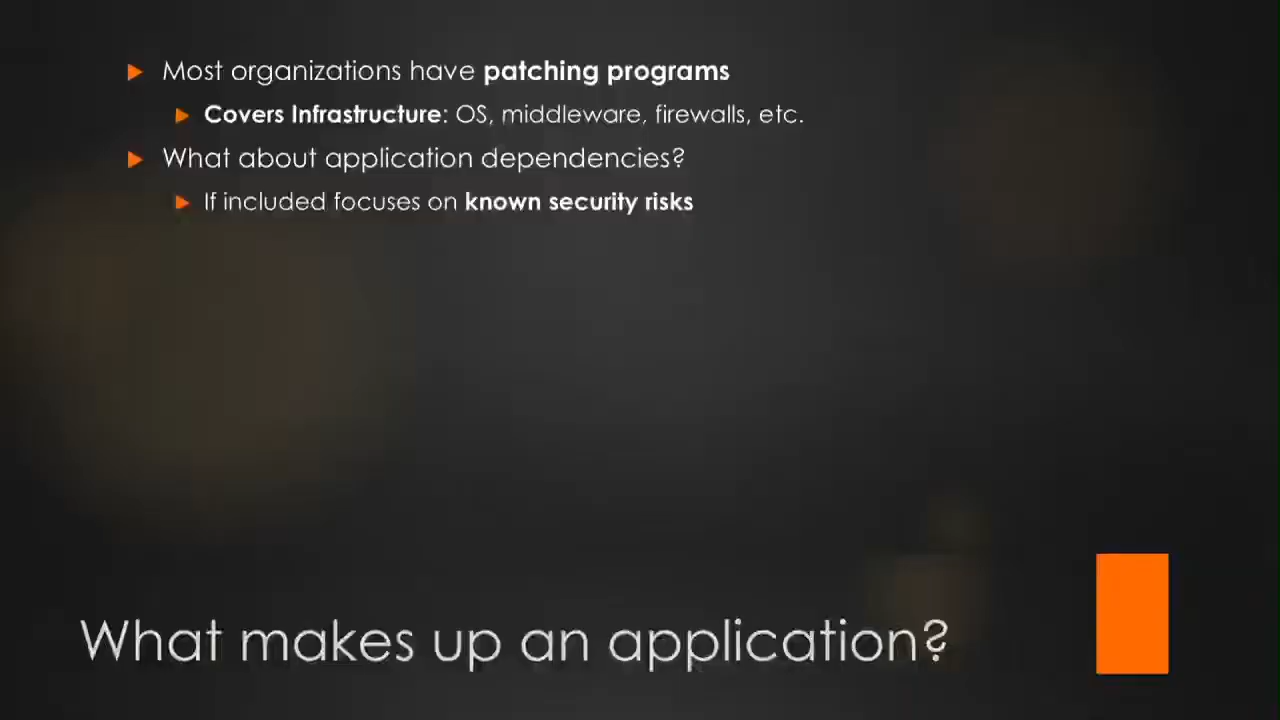 Most organizations have patching programs
Covers Infrastructure: OS, middleware, firewalls, etc.
What about application dependencies?
If included focuses on known security risks
What makes up an application?